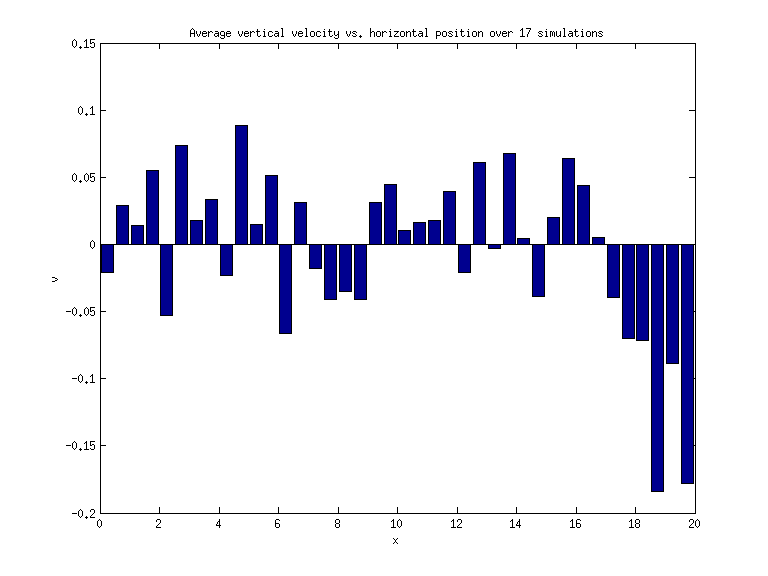 Average vertical velocity vs. horizontal position over 17 simulations
0.15
0.1
0.05
0
-0.05
-0.1
-0.15
-0.2
v
0 2 4 6 8 10 12 14 16 18 20
x